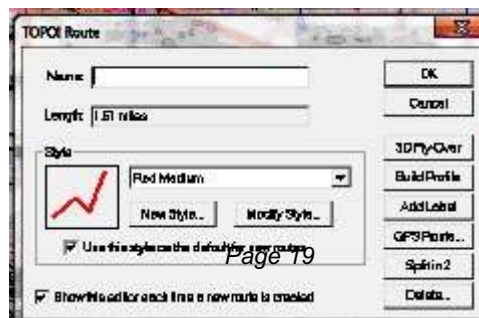 TOPO! Route
Name:
OK
Length: 1.51 miles
Cancel
Style
3D Fly-Over
Red Medium
Build Profile
New Style... Modify Style...
Add Label
Use this style as the default for new routes
GPS Route...
Page 19
Split in 2
Show this editor each time a new route is created
Delete...